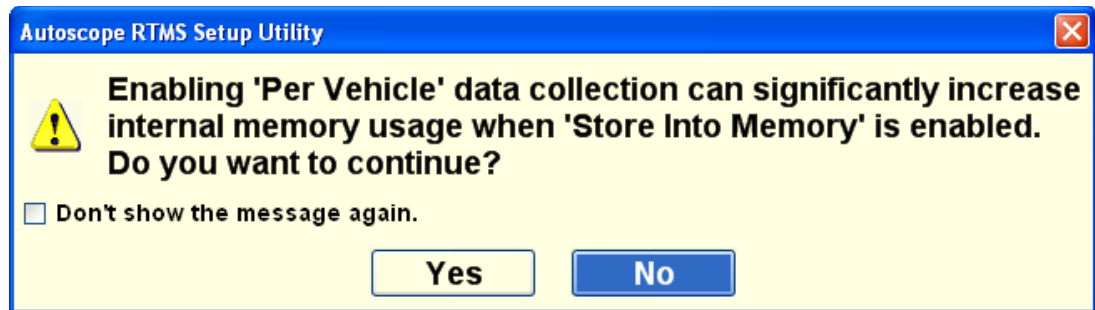 Autoscope RTMS Setup Utility
Enabling 'Per Vehicle' data collection can significantly increase
internal memory usage when 'Store Into Memory' is enabled.
Do you want to continue?
Don't show the message again.
Yes No